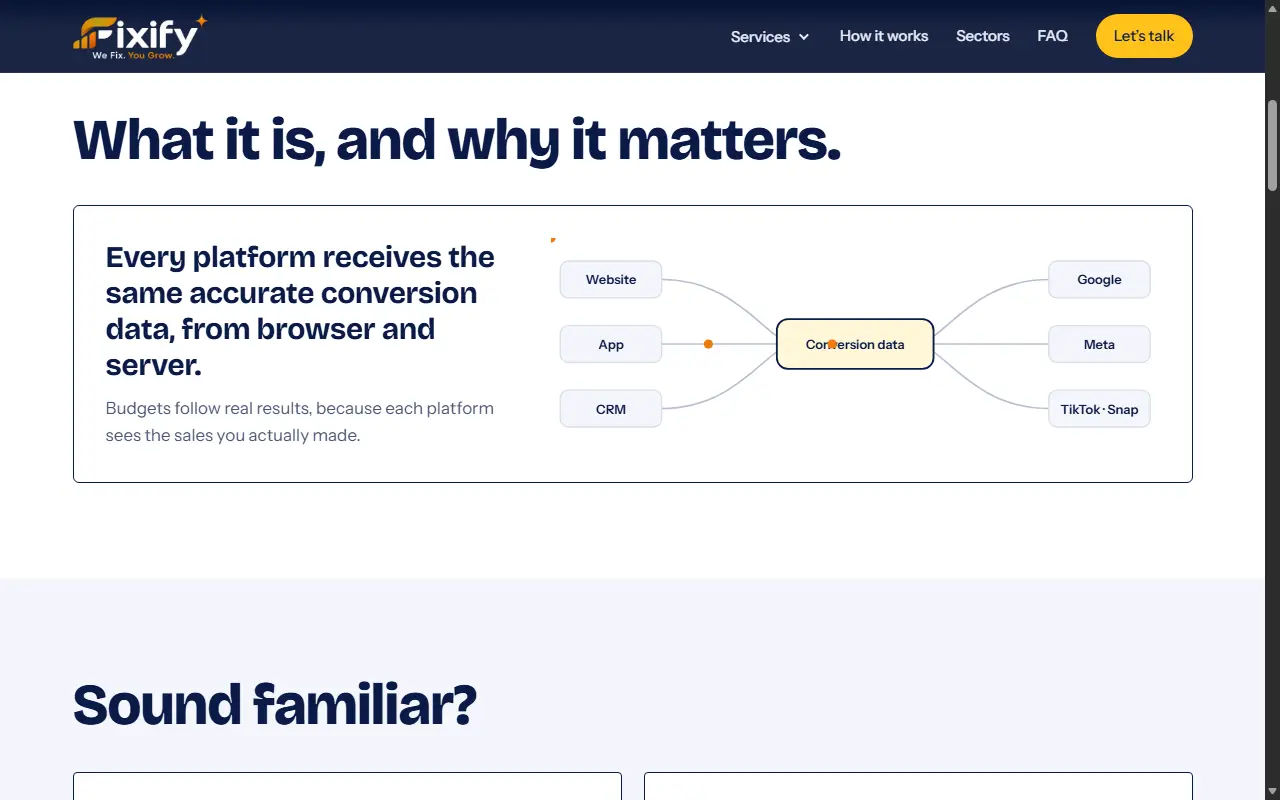 Fixify
We Fix. You Grow.
Services
How it works
Sectors
FAQ
Let's talk
What it is, and why it matters.
Every platform receives the
same accurate conversion
data, from browser and
server.
Budgets follow real results, because each platform
sees the sales you actually made.
Website
App
CRM
Conversion data
Google
Meta
TikTok · Snap
Sound familiar?